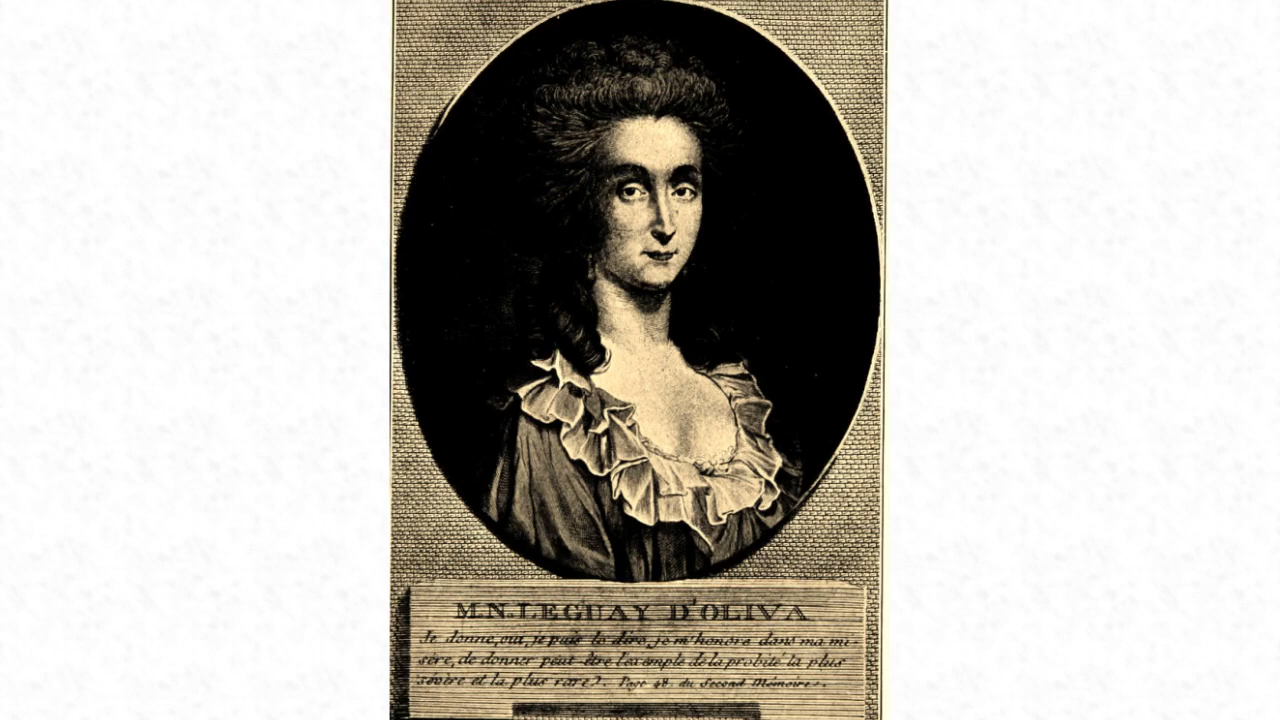 M.N. LEGUAY D'OLIVA
Je donne, oui je puis le dire, je m'honore dans ma mi
sère, de donner peut être l'exemple de la probité la plus
sévère et la plus rare). Page 48. du Second Mémoire.